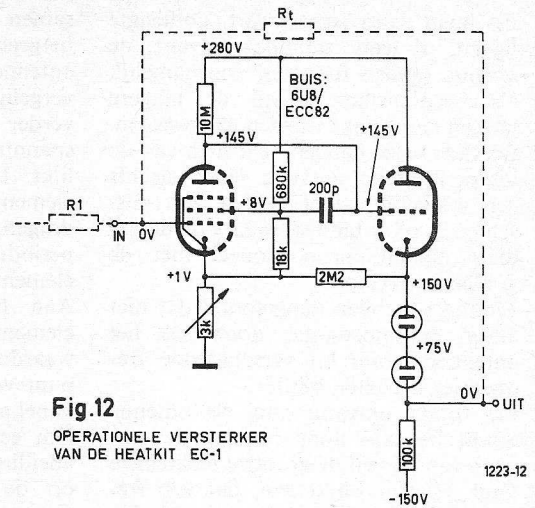 Rt
+280V
BUIS:
6U8/
ECC82
10M
+145V
+145V
680k
200p
R1
+8V
IN
0V
18k
+1V
2M2
+150V
3k
+75V
0V
UIT
100k
Fig.12
OPERATIONELE VERSTERKER
VAN DE HEATKIT EC-1
1223-12
-150V